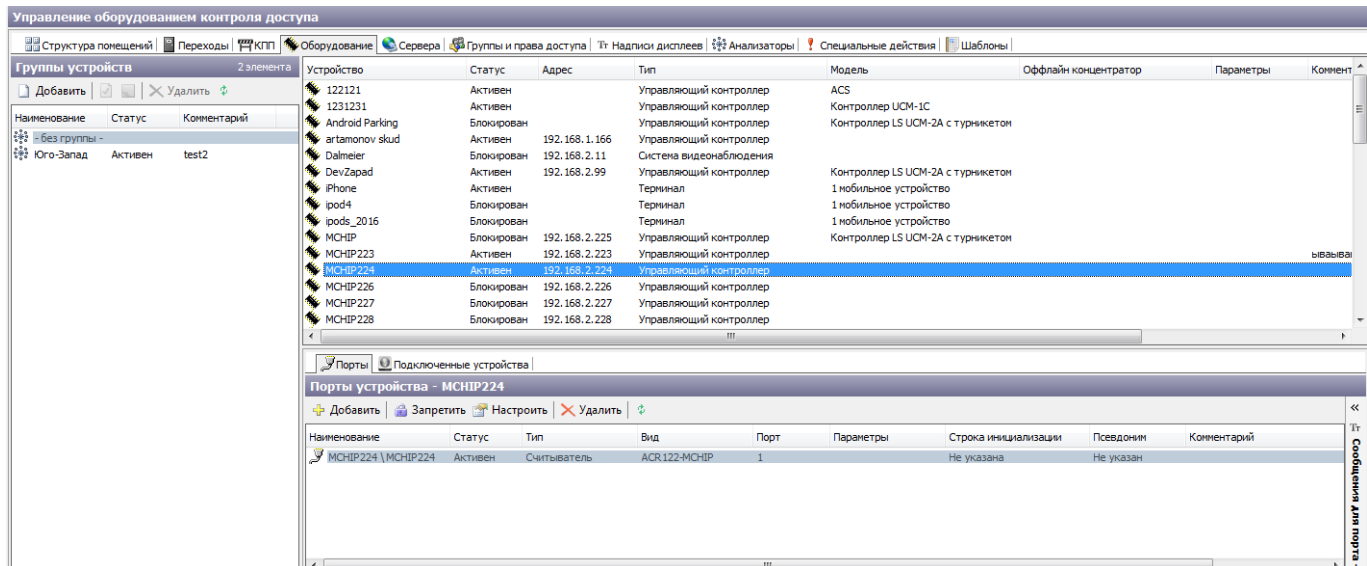 Управление оборудованием контроля доступа
Структура помещений Переходы КПП Оборудование Сервера Группы и права доступа Тт Надписи дисплеев Анализаторы Специальные действия Шаблоны
Группы устройств 2 элемента
Добавить Удалить
Наименование Статус Комментарий
- без группы -
Юго-Запад Активен test2
Устройство Статус Адрес Тип Модель Оффлайн концентратор Параметры Коммент
122121 Активен Управляющий контроллер ACS
1231231 Активен Управляющий контроллер Контроллер UCM-1C
Android Parking Блокирован Управляющий контроллер Контроллер LS UCM-2A с турникетом
artamonov skud Активен 192.168.1.166 Управляющий контроллер
Dalmeier Блокирован 192.168.2.11 Система видеонаблюдения
DevZapad Активен 192.168.2.99 Управляющий контроллер Контроллер LS UCM-2A с турникетом
iPhone Активен Терминал 1 мобильное устройство
ipod4 Блокирован Терминал 1 мобильное устройство
ipods_2016 Блокирован Терминал 1 мобильное устройство
MCHIP Блокирован 192.168.2.225 Управляющий контроллер Контроллер LS UCM-2A с турникетом
MCHIP223 Активен 192.168.2.223 Управляющий контроллер ываыва
MCHIP224 Активен 192.168.2.224 Управляющий контроллер
MCHIP226 Блокирован 192.168.2.226 Управляющий контроллер
MCHIP227 Блокирован 192.168.2.227 Управляющий контроллер
MCHIP228 Блокирован 192.168.2.228 Управляющий контроллер
Порты Подключенные устройства
Порты устройства - MCHIP224
Добавить Запретить Настроить Удалить
Наименование Статус Тип Вид Порт Параметры Строка инициализации Псевдоним Комментарий
MCHIP224 \ MCHIP224 Активен Считыватель ACR122-MCHIP 1 Не указана Не указан
«
Тт Сообщения для порта